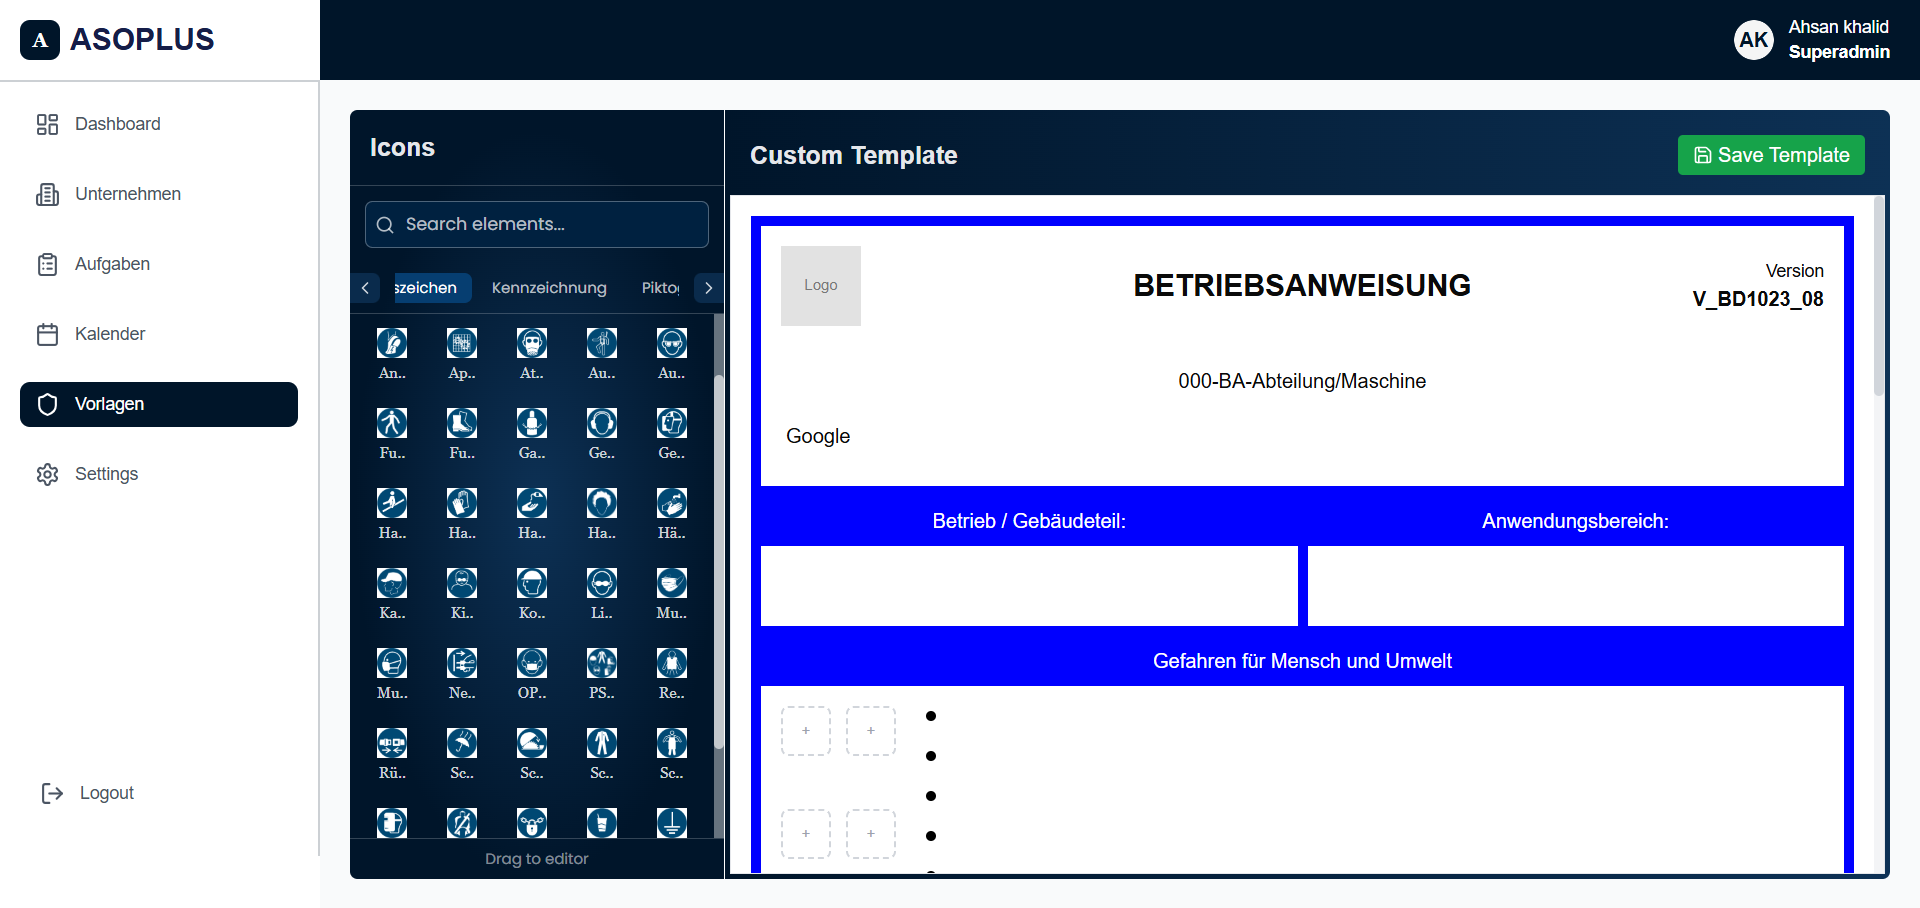 A ASOPLUS
AK
Ahsan khalid
Superadmin
Dashboard
Unternehmen
Aufgaben
Kalender
Vorlagen
Settings
Logout
Icons
Search elements...
szeichen Kennzeichnung Piktog
An.. Ap.. At.. Au.. Au..
Fu.. Fu.. Ga.. Ge.. Ge..
Ha.. Ha.. Ha.. Ha.. Hä..
Ka.. Ki.. Ko.. Li.. Mu..
Mu.. Ne.. OP.. PS.. Re..
Rü.. Sc.. Sc.. Sc.. Sc..
Drag to editor
Custom Template
Save Template
Logo
BETRIEBSANWEISUNG
Version
V_BD1023_08
000-BA-Abteilung/Maschine
Google
Betrieb / Gebäudeteil: Anwendungsbereich:
Gefahren für Mensch und Umwelt
+ +
+ +